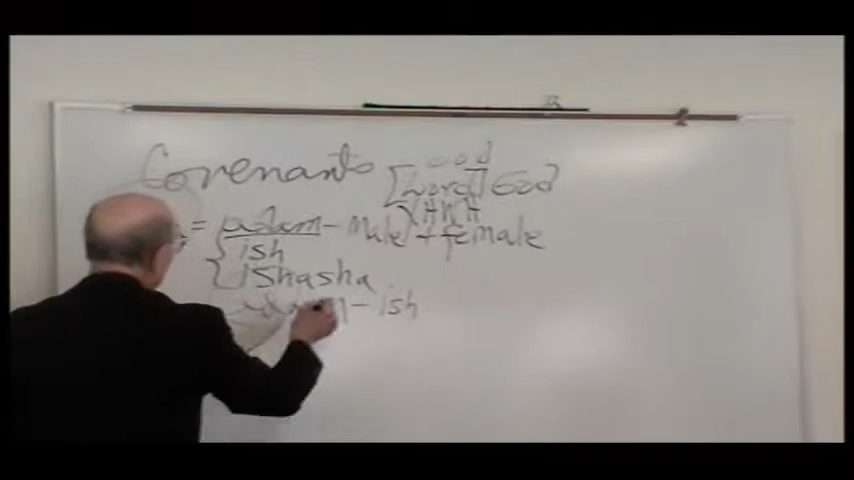 Covenants [Word] God
God
YHWH
= adam - male + female
{ ish
{ ishasha
- ish